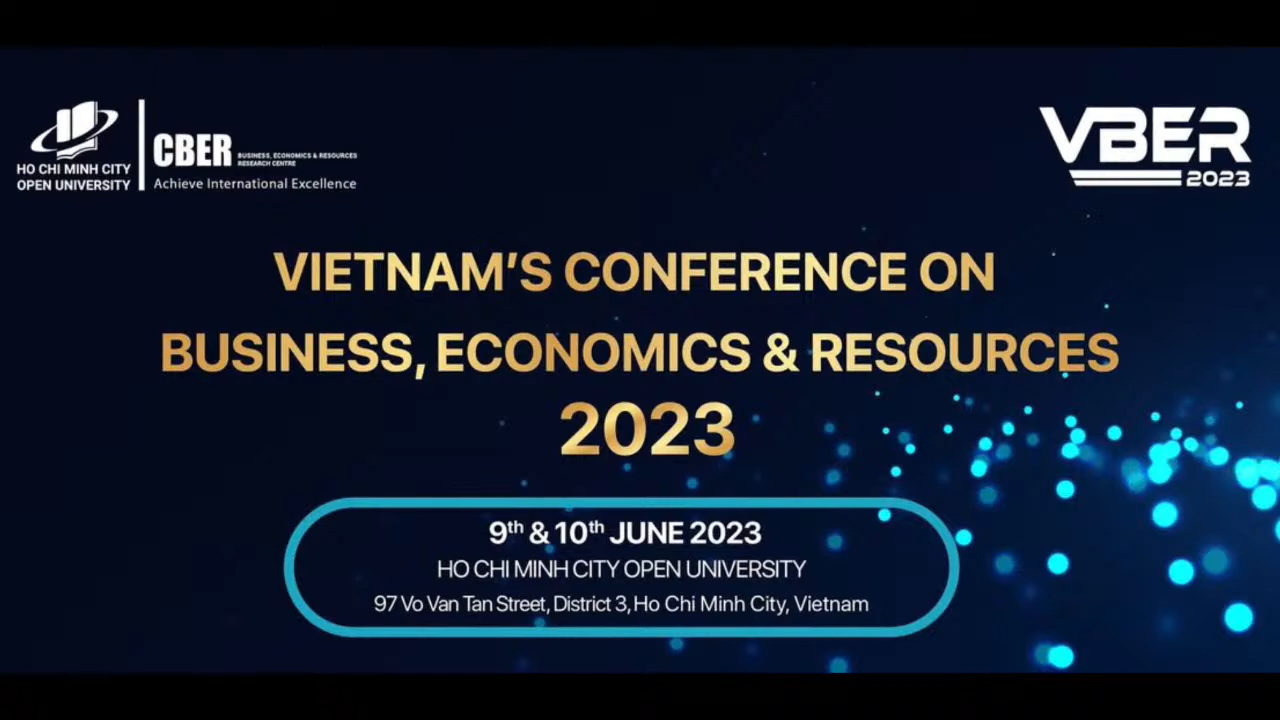 HO CHI MINH CITY
OPEN UNIVERSITY
CBER
BUSINESS, ECONOMICS & RESOURCES
RESEARCH CENTRE
Achieve International Excellence
VBER
2023
VIETNAM'S CONFERENCE ON
BUSINESS, ECONOMICS & RESOURCES
2023
9th & 10th JUNE 2023
HO CHI MINH CITY OPEN UNIVERSITY
97 Vo Van Tan Street, District 3, Ho Chi Minh City, Vietnam